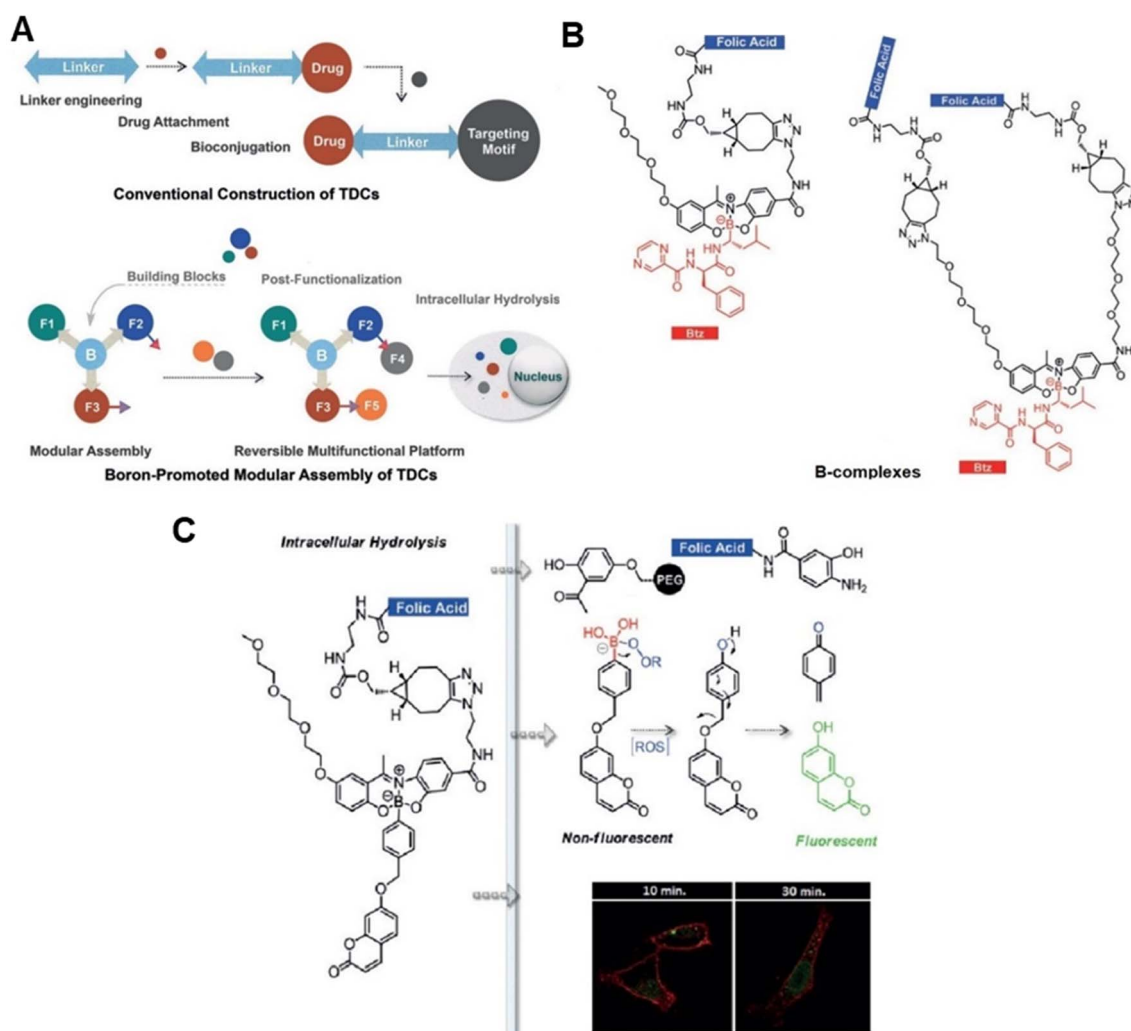 A
Linker
Linker
Drug
Linker engineering
Drug Attachment
Bioconjugation
Drug
Linker
Targeting
Motif
Conventional Construction of TDCs
Building Blocks
Post-Functionalization
Intracellular Hydrolysis
F1
F2
B
F3
F1
F2
B
F4
F3
F5
Nucleus
Modular Assembly
Reversible Multifunctional Platform
Boron-Promoted Modular Assembly of TDCs
B
Folic Acid
Btz
Folic Acid
Folic Acid
Btz
B-complexes
C
Intracellular Hydrolysis
Folic Acid
PEG
Folic Acid
[ROS]
Non-fluorescent
Fluorescent
10 min.
30 min.